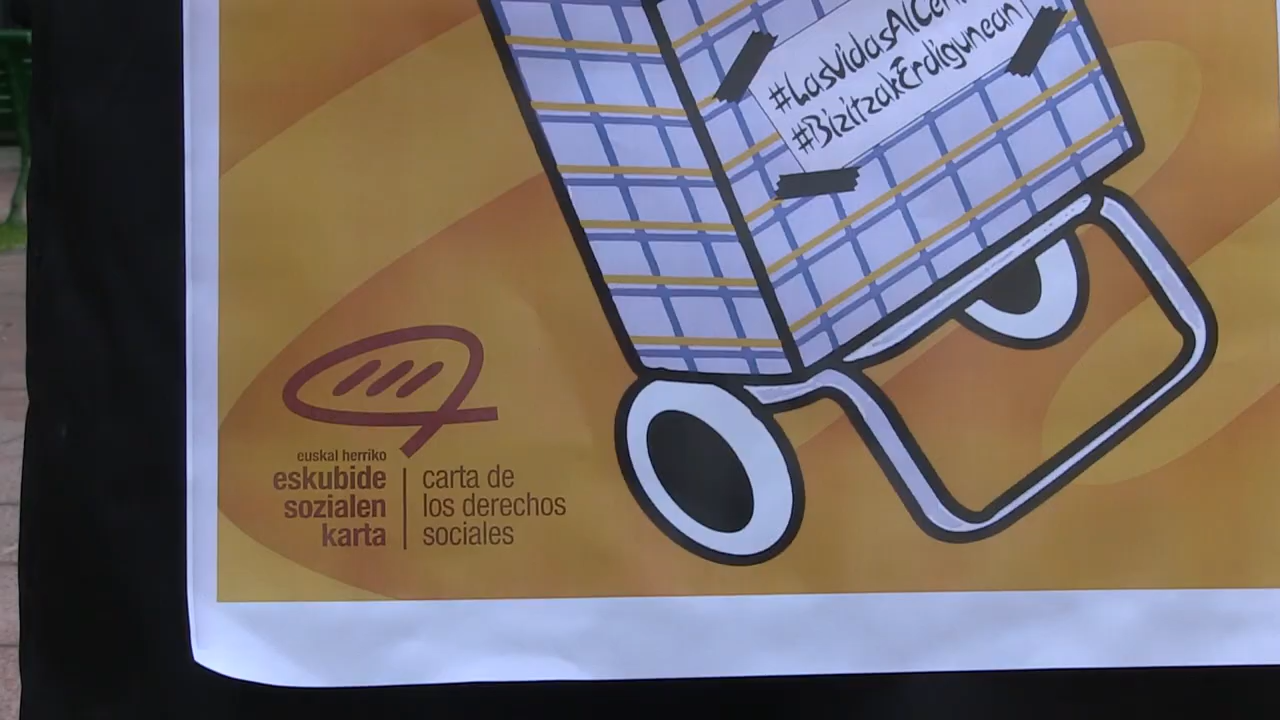 #LasVidasAlCen
#BizitzakErdigunean
euskal herriko
eskubide
sozialen
karta
carta de
los derechos
sociales